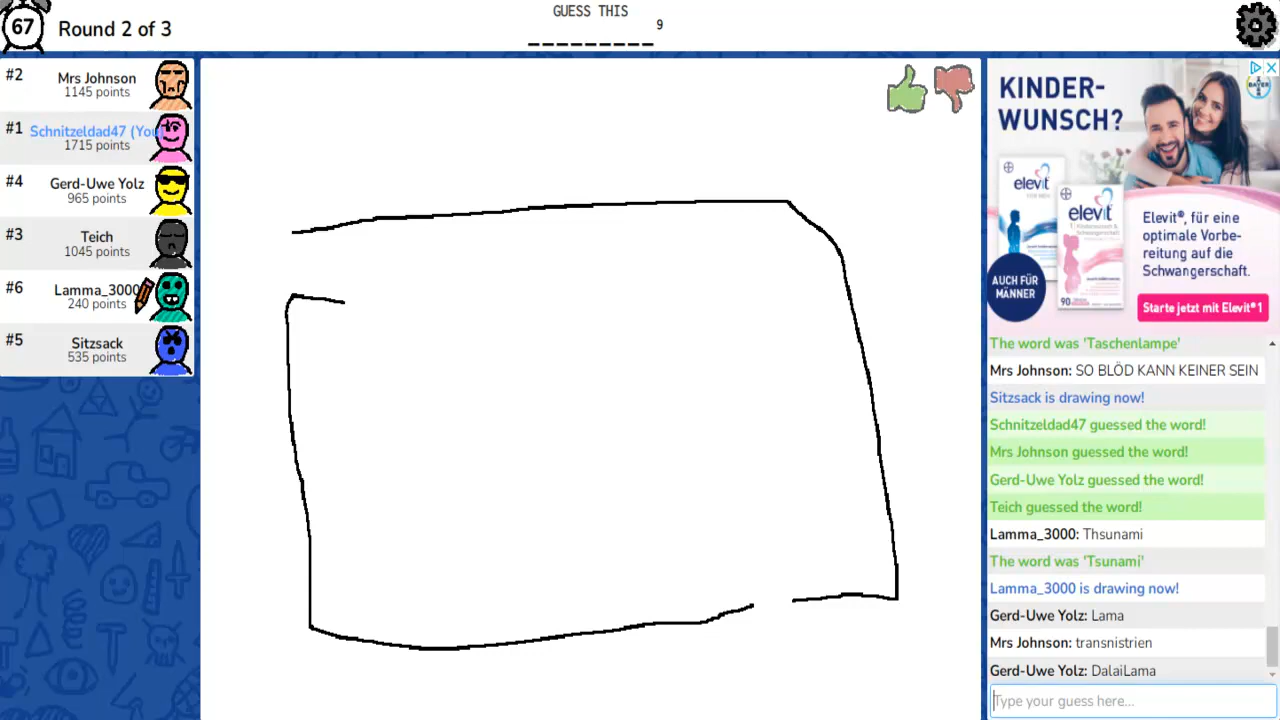 67
Round 2 of 3
GUESS THIS
_________ 9
#2
Mrs Johnson
1145 points
#1
Schnitzeldad47 (You)
1715 points
#4
Gerd-Uwe Yolz
965 points
#3
Teich
1045 points
#6
Lamma_3000
240 points
#5
Sitzsack
535 points
KINDER-
WUNSCH?
BAYER
elevit
elevit
90
AUCH FÜR
MÄNNER
Elevit®, für eine
optimale Vorbe-
reitung auf die
Schwangerschaft.
Starte jetzt mit Elevit® 1
The word was 'Taschenlampe'
Mrs Johnson: SO BLÖD KANN KEINER SEIN
Sitzsack is drawing now!
Schnitzeldad47 guessed the word!
Mrs Johnson guessed the word!
Gerd-Uwe Yolz guessed the word!
Teich guessed the word!
Lamma_3000: Thsunami
The word was 'Tsunami'
Lamma_3000 is drawing now!
Gerd-Uwe Yolz: Lama
Mrs Johnson: transnistrien
Gerd-Uwe Yolz: DalaiLama
Type your guess here...